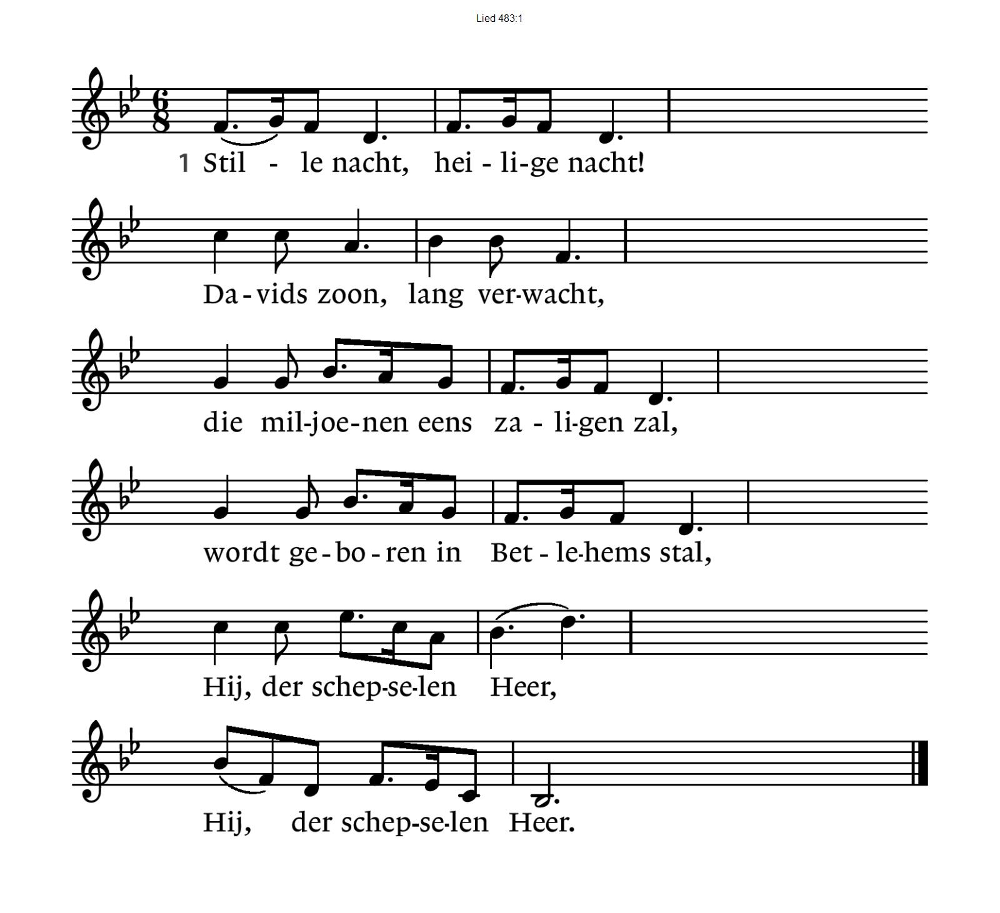 Lied 483:1
6
8
1 Stil - le nacht, hei - li-ge nacht!
Da-vids zoon, lang ver-wacht,
die mil-joe-nen eens za - li-gen zal,
wordt ge-bo-ren in Bet - le-hems stal,
Hij, der schep-se-len Heer,
Hij, der schep-se-len Heer.